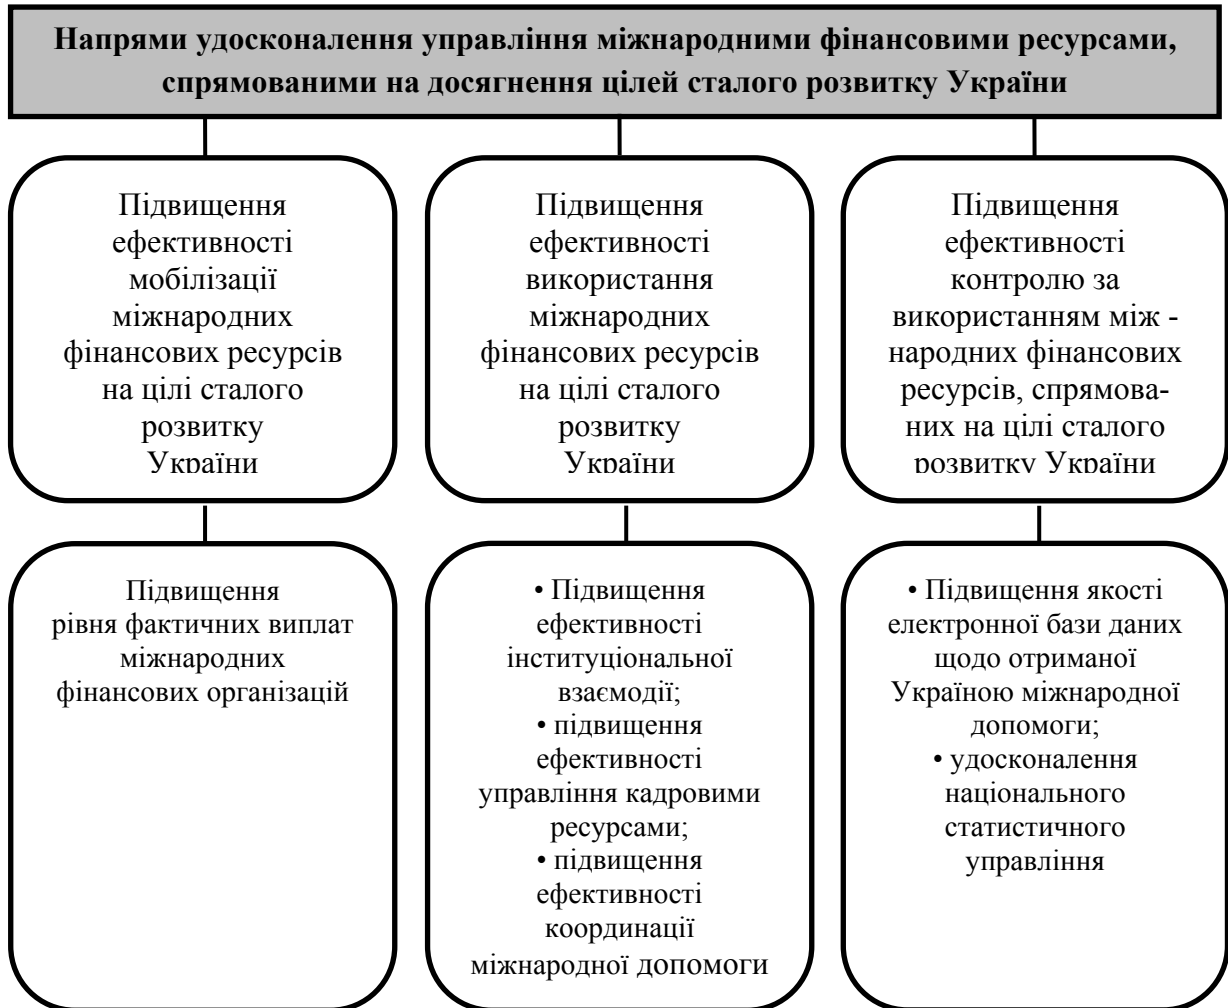 Напрями удосконалення управління міжнародними фінансовими ресурсами,
спрямованими на досягнення цілей сталого розвитку України
Підвищення
ефективності
мобілізації
міжнародних
фінансових ресурсів
на цілі сталого
розвитку
України
Підвищення
ефективності
використання
міжнародних
фінансових ресурсів
на цілі сталого
розвитку
України
Підвищення
ефективності
контролю за
використанням між -
народних фінансових
ресурсів, спрямова-
них на цілі сталого
розвитку України
Підвищення
рівня фактичних виплат
міжнародних
фінансових організацій
• Підвищення
ефективності
інституціональної
взаємодії;
• підвищення
ефективності
управління кадровими
ресурсами;
• підвищення
ефективності
координації
міжнародної допомоги
• Підвищення якості
електронної бази даних
щодо отриманої
Україною міжнародної
допомоги;
• удосконалення
національного
статистичного
управління